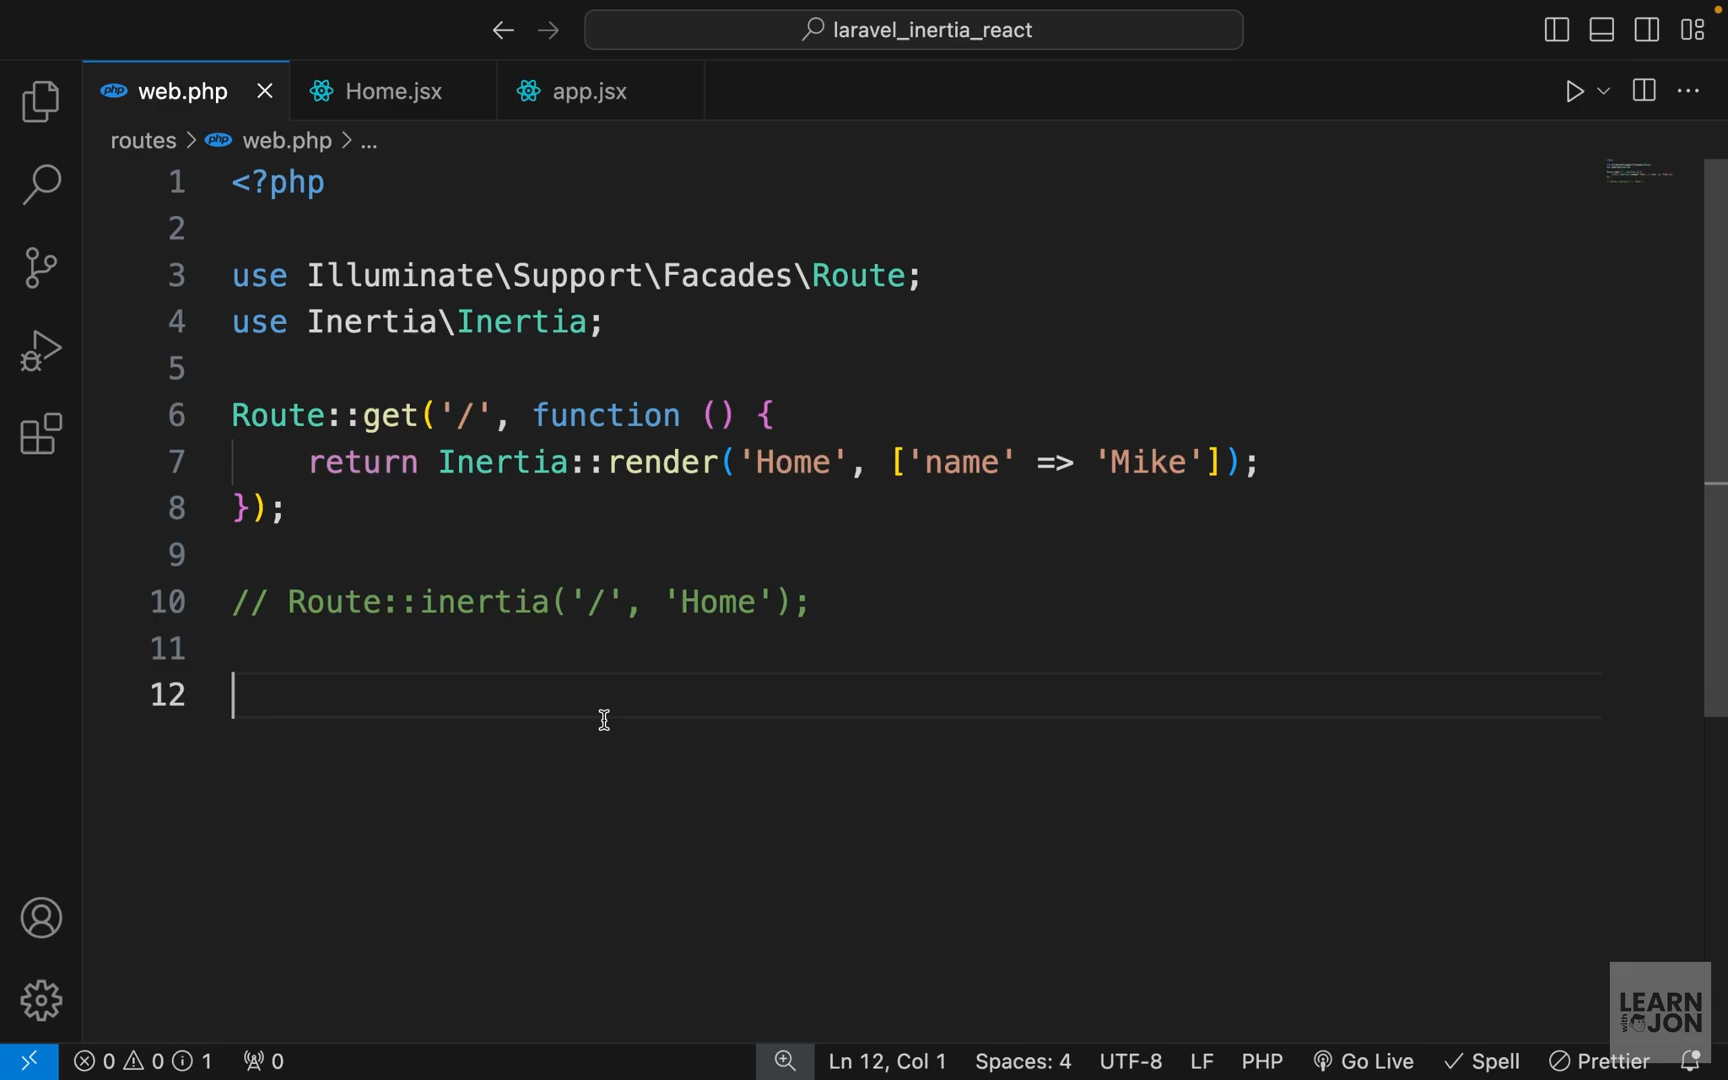 laravel_inertia_react
php web.php Home.jsx app.jsx
routes > php web.php > ...
1 <?php
2
3 use Illuminate\Support\Facades\Route;
4 use Inertia\Inertia;
5
6 Route::get('/', function () {
7 return Inertia::render('Home', ['name' => 'Mike']);
8 });
9
10 // Route::inertia('/', 'Home');
11
12
LEARN
with JON
0 0 1 0 Ln 12, Col 1 Spaces: 4 UTF-8 LF PHP Go Live Spell Prettier